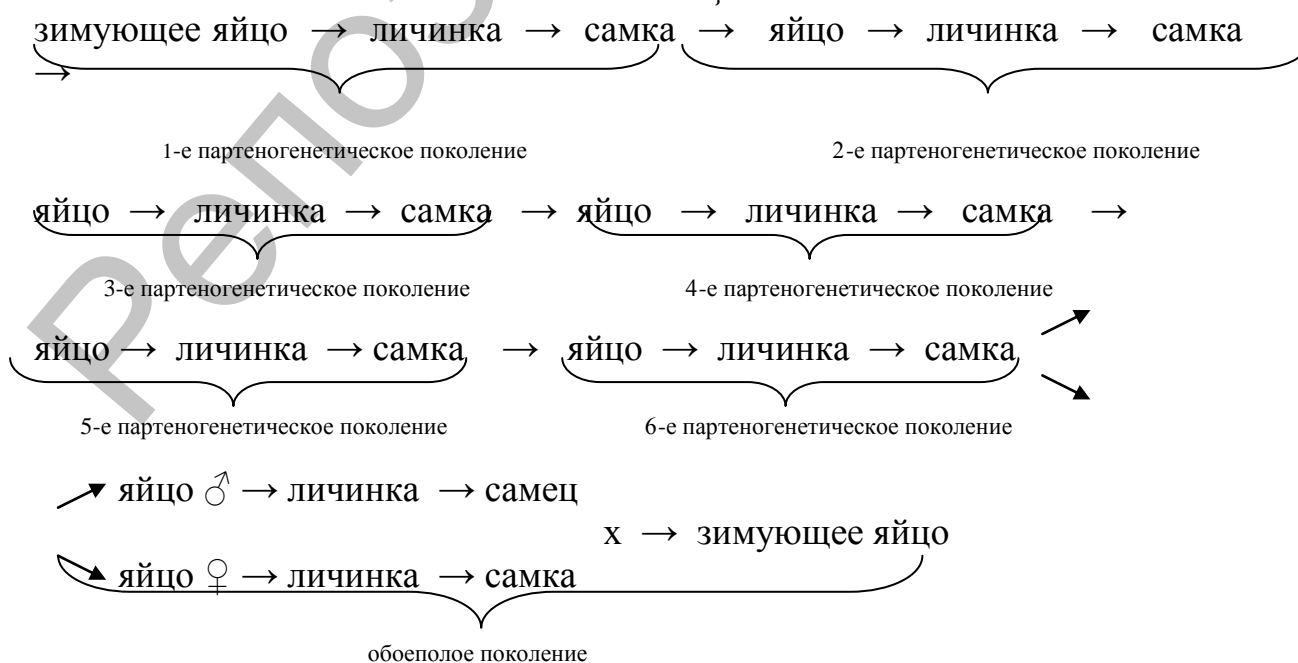 зимующее яйцо → личинка → самка → яйцо → личинка → самка
→
1-е партеногенетическое поколение 2-е партеногенетическое поколение
яйцо → личинка → самка → яйцо → личинка → самка →
3-е партеногенетическое поколение 4-е партеногенетическое поколение
яйцо → личинка → самка → яйцо → личинка → самка
5-е партеногенетическое поколение 6-е партеногенетическое поколение
яйцо ♂ → личинка → самец
х → зимующее яйцо
яйцо ♀ → личинка → самка
обоеполое поколение